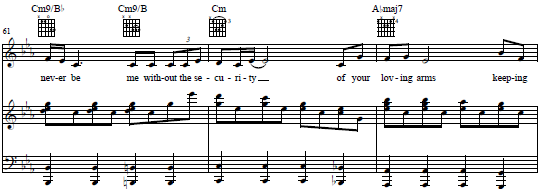 Cm9/B♭ Cm9/B Cm A♭maj7
61
3
nev-er be me with-out the se - cu - ri - ty of your lov-ing arms keep-ing